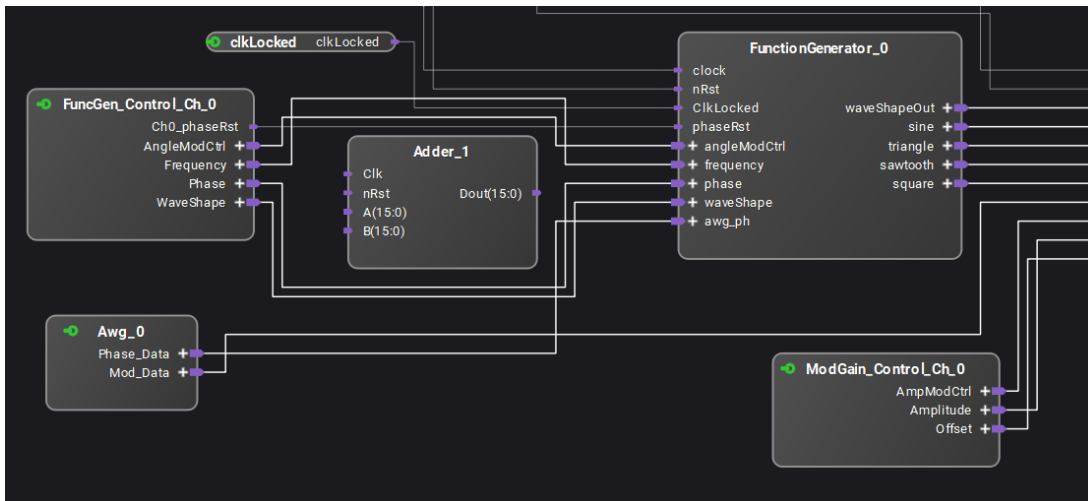 clkLocked clkLocked
FuncGen_Control_Ch_0
Ch0_phaseRst
AngleModCtrl
Frequency
Phase
WaveShape
Adder_1
Clk
nRst
A(15:0)
B(15:0)
Dout(15:0)
FunctionGenerator_0
clock
nRst
ClkLocked
phaseRst
angleModCtrl
frequency
phase
waveShape
awg_ph
waveShapeOut
sine
triangle
sawtooth
square
Awg_0
Phase_Data
Mod_Data
ModGain_Control_Ch_0
AmpModCtrl
Amplitude
Offset